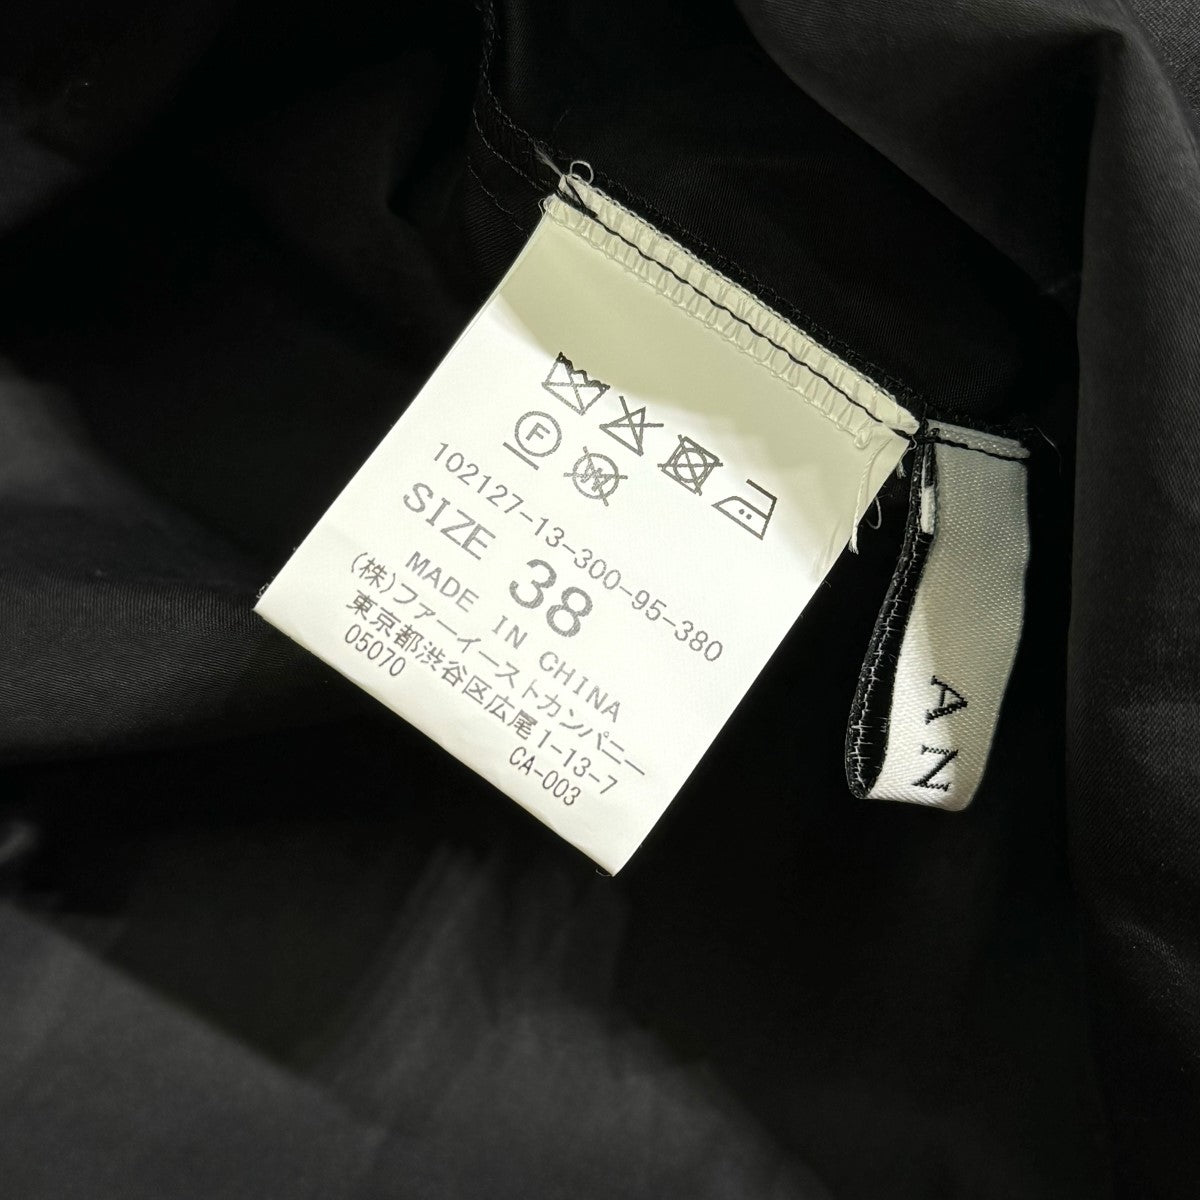 F
W
102127-13-300-95-380
SIZE 38
MADE IN CHINA
(株)ファーイーストカンパニー
東京都渋谷区広尾1-13-7
05070 CA-003
AZ